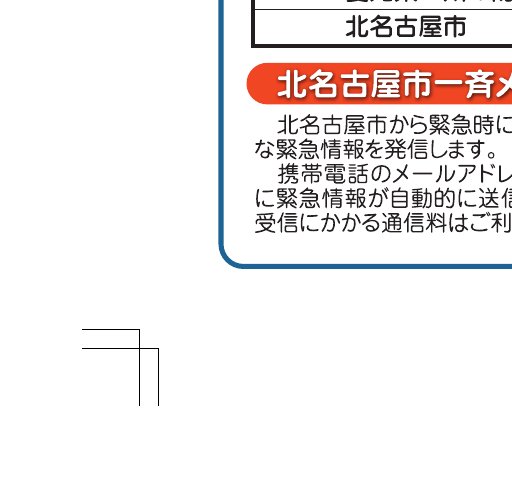 北名古屋市
北名古屋市一斉メ
北名古屋市から緊急時に
な緊急情報を発信します。
携帯電話のメールアドレ
に緊急情報が自動的に送信
受信にかかる通信料はご利